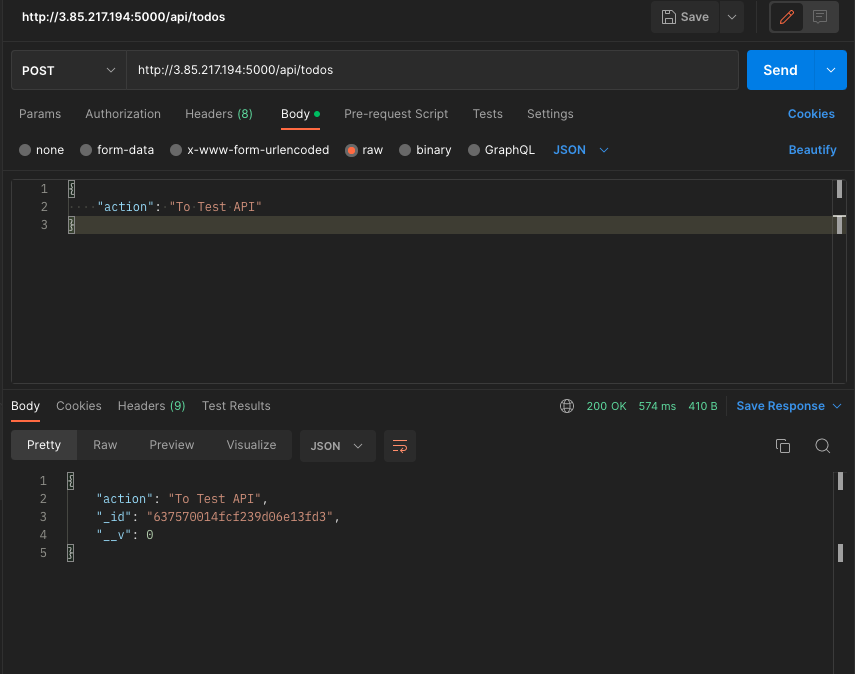 http://3.85.217.194:5000/api/todos
Save
POST
http://3.85.217.194:5000/api/todos
Send
Params Authorization Headers (8) Body Pre-request Script Tests Settings Cookies
none form-data x-www-form-urlencoded raw binary GraphQL JSON Beautify
1 {
2 "action": "To Test API"
3 }
Body Cookies Headers (9) Test Results 200 OK 574 ms 410 B Save Response
Pretty Raw Preview Visualize JSON
1 {
2 "action": "To Test API",
3 "_id": "637570014fcf239d06e13fd3",
4 "__v": 0
5 }